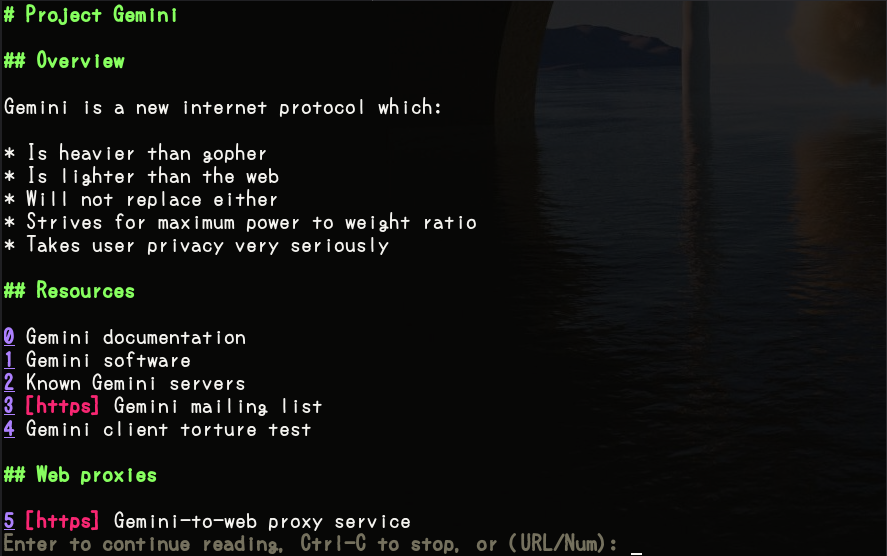 # Project Gemini
## Overview
Gemini is a new internet protocol which:
* Is heavier than gopher
* Is lighter than the web
* Will not replace either
* Strives for maximum power to weight ratio
* Takes user privacy very seriously
## Resources
0 Gemini documentation
1 Gemini software
2 Known Gemini servers
3 [https] Gemini mailing list
4 Gemini client torture test
## Web proxies
5 [https] Gemini-to-web proxy service
Enter to continue reading, Ctrl-C to stop, or (URL/Num):